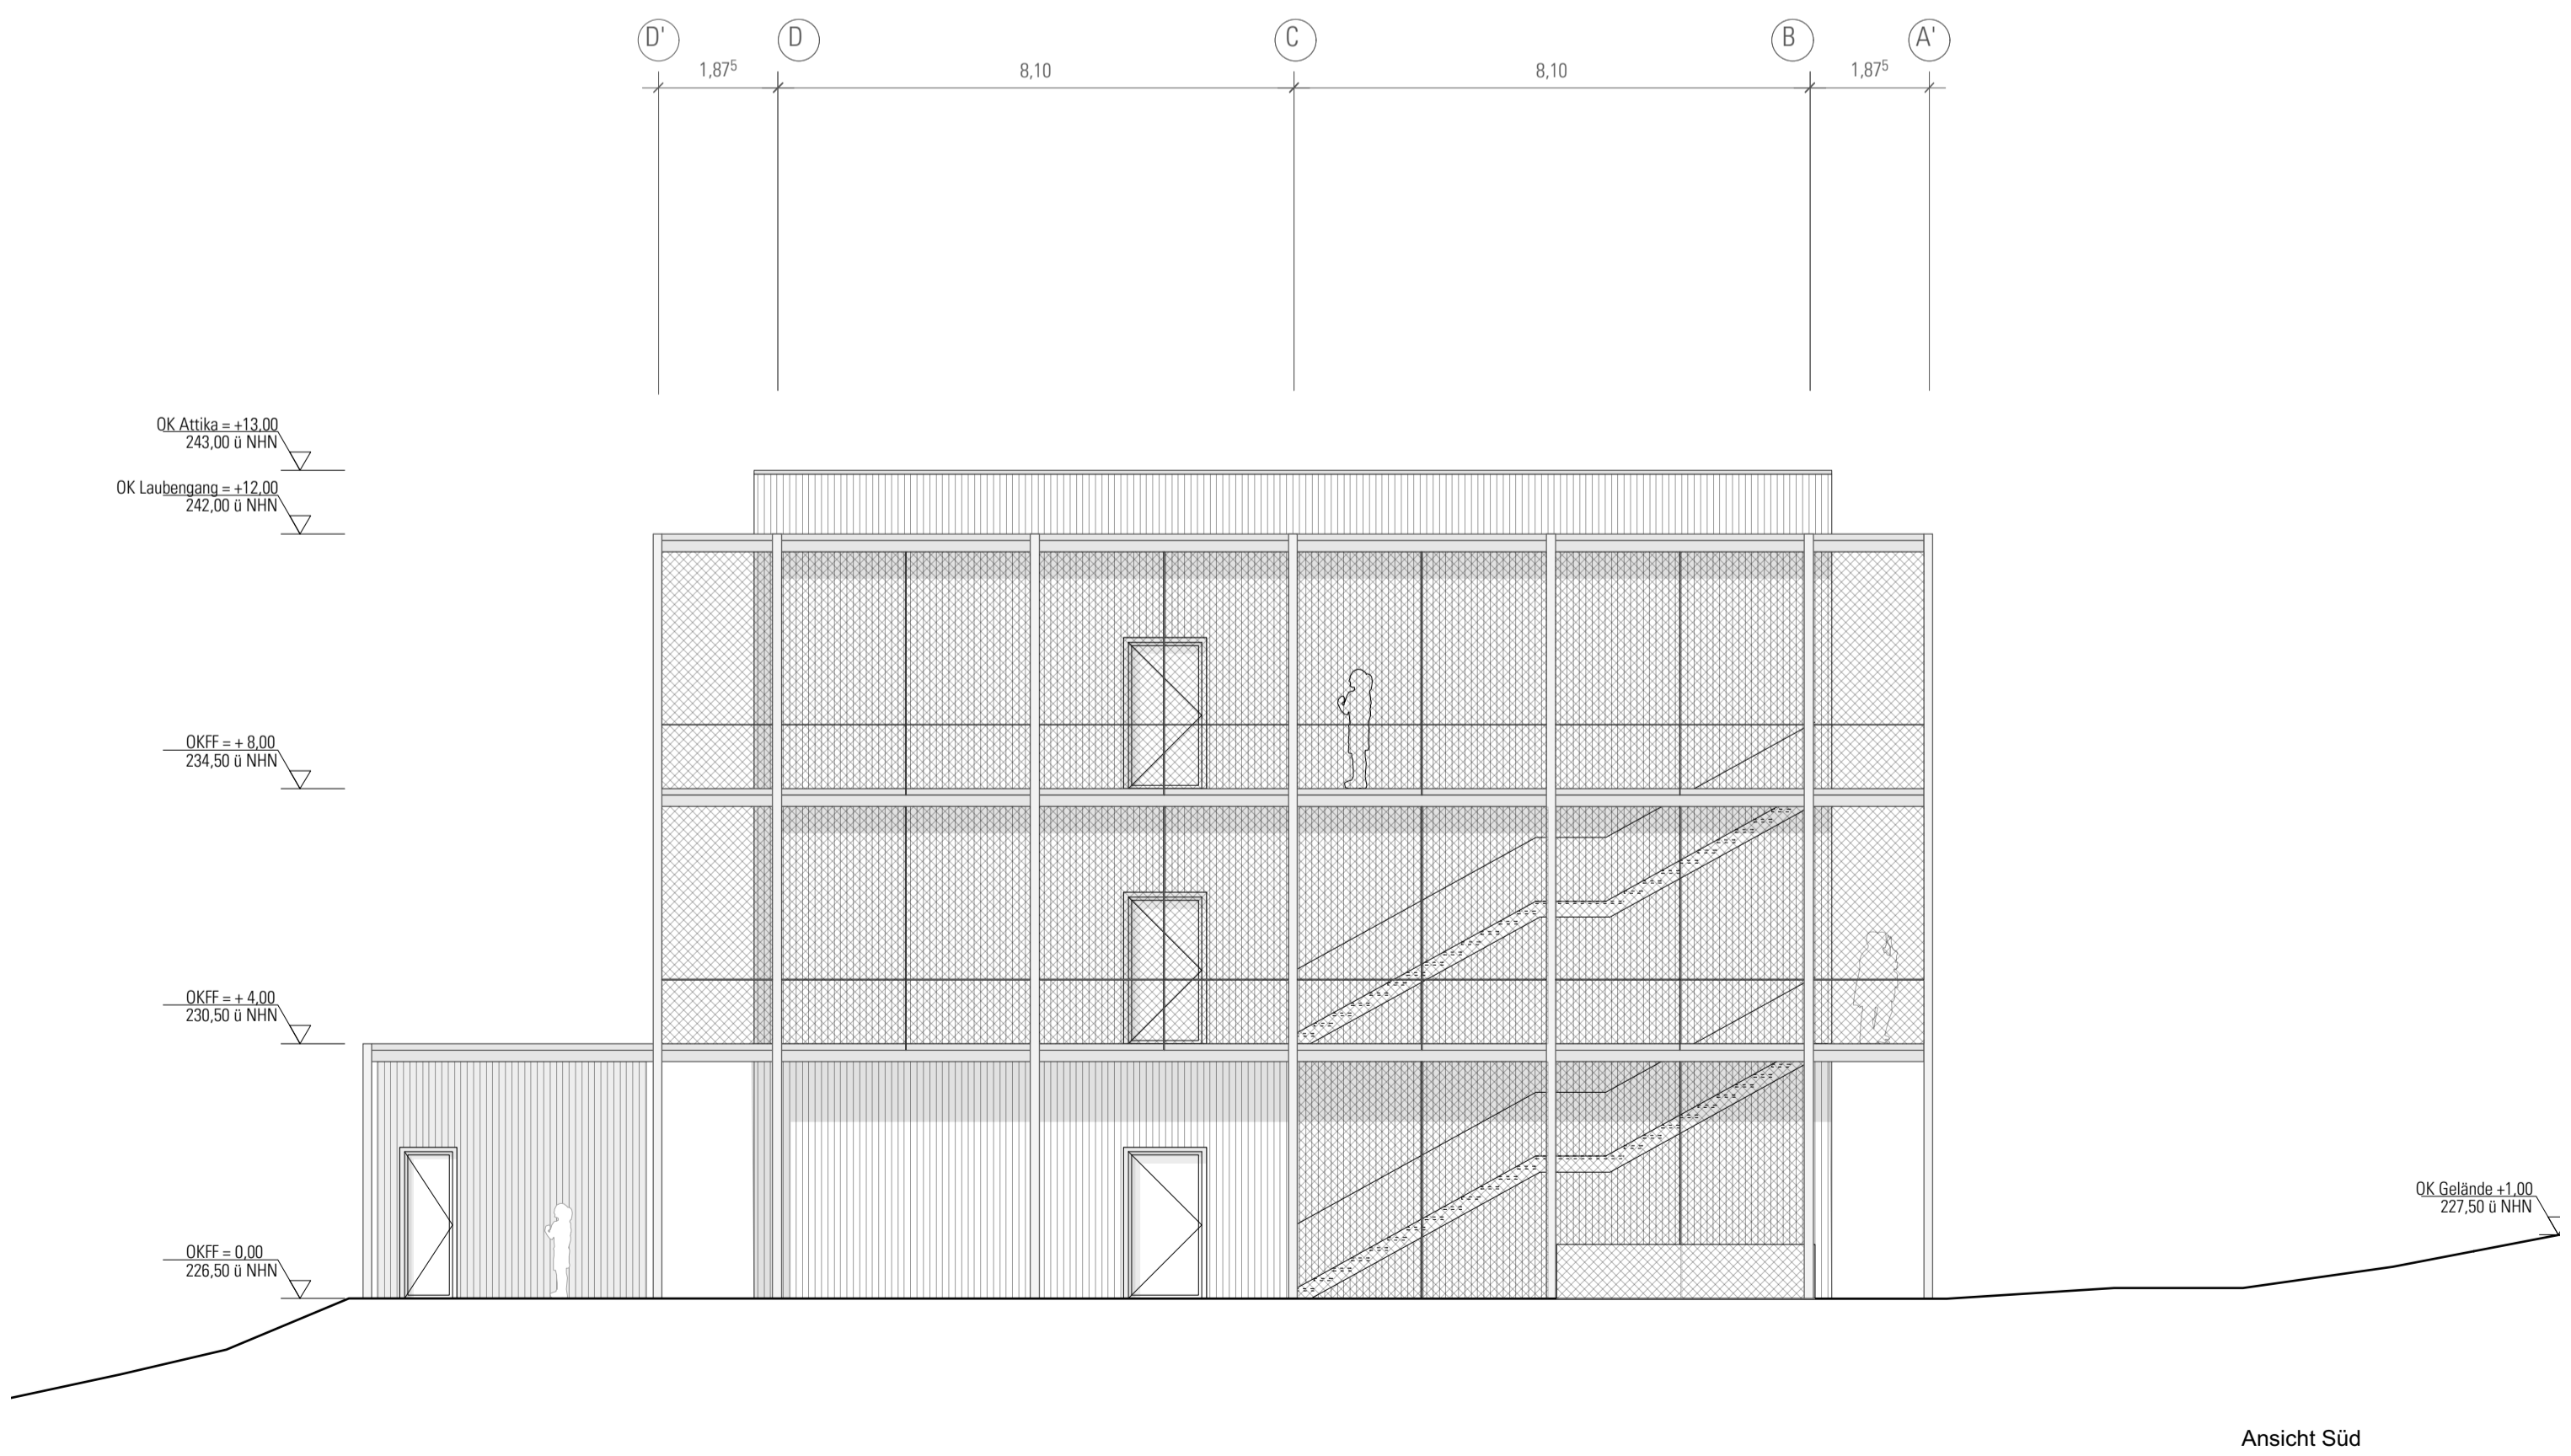 D' D C B A'
1,87⁵ 8,10 8,10 1,87⁵
OK Attika = +13,00
243,00 ü NHN
OK Laubengang = +12,00
242,00 ü NHN
OKFF = + 8,00
234,50 ü NHN
OKFF = + 4,00
230,50 ü NHN
OK Gelände +1,00
227,50 ü NHN
OKFF = 0,00
226,50 ü NHN
Ansicht Süd